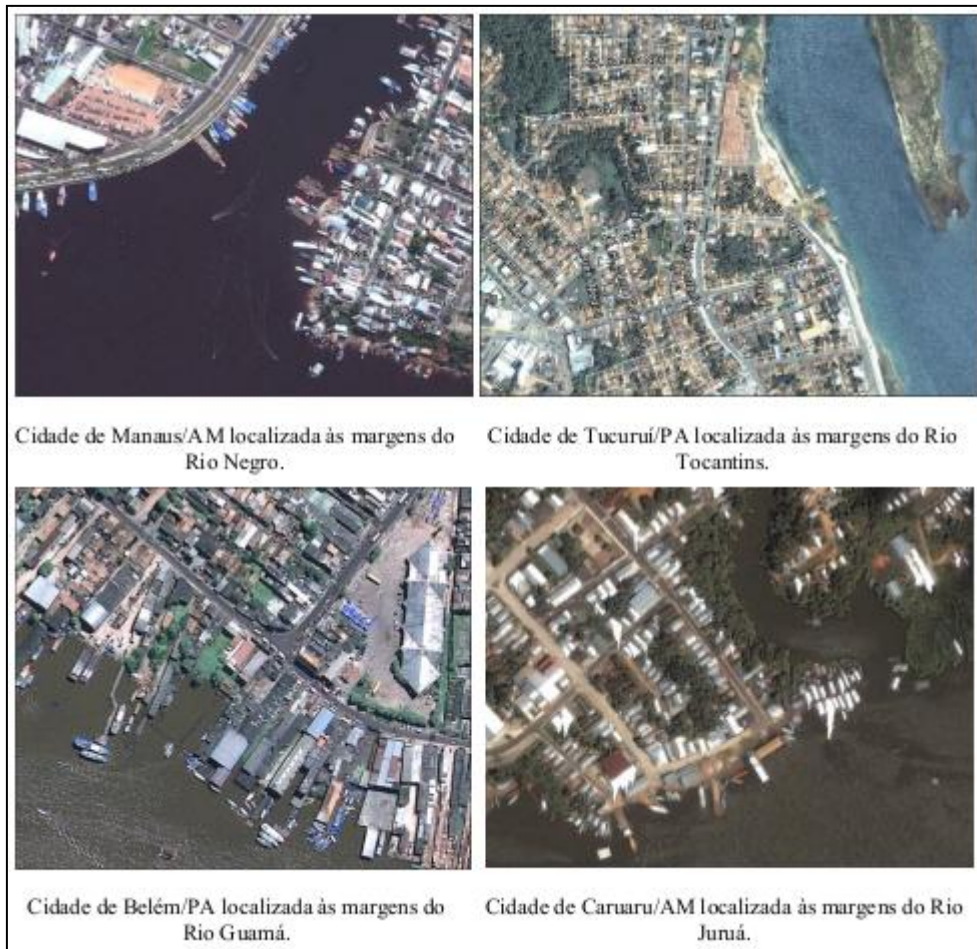 Cidade de Manaus/AM localizada às margens do
Rio Negro.
Cidade de Tucuruí/PA localizada às margens do Rio
Tocantins.
Cidade de Belém/PA localizada às margens do
Rio Guamá.
Cidade de Caruaru/AM localizada às margens do Rio
Juruá.